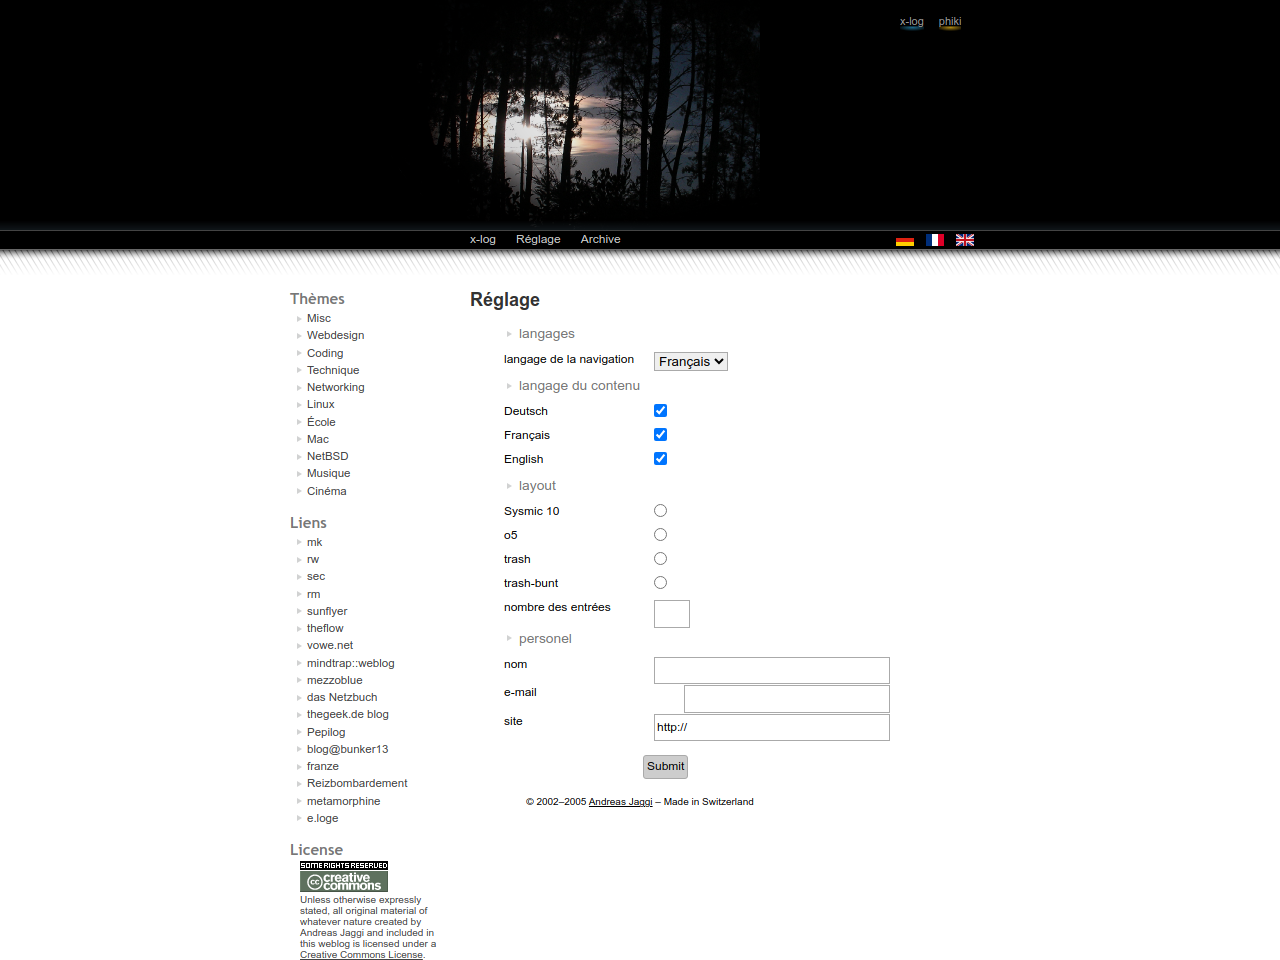 x-log phiki
x-log Réglage Archive
Thèmes
Misc
Webdesign
Coding
Technique
Networking
Linux
École
Mac
NetBSD
Musique
Cinéma
Liens
mk
rw
sec
rm
sunflyer
theflow
vowe.net
mindtrap::weblog
mezzoblue
das Netzbuch
thegeek.de blog
Pepilog
blog@bunker13
franze
Reizbombardement
metamorphine
e.loge
License
SOME RIGHTS RESERVED
cc creative
commons
Unless otherwise expressly
stated, all original material of
whatever nature created by
Andreas Jaggi and included in
this weblog is licensed under a
Creative Commons License.
Réglage
langages
langage de la navigation Français
langage du contenu
Deutsch
Français
English
layout
Sysmic 10
o5
trash
trash-bunt
nombre des entrées
personel
nom
e-mail
site http://
Submit
© 2002–2005 Andreas Jaggi – Made in Switzerland